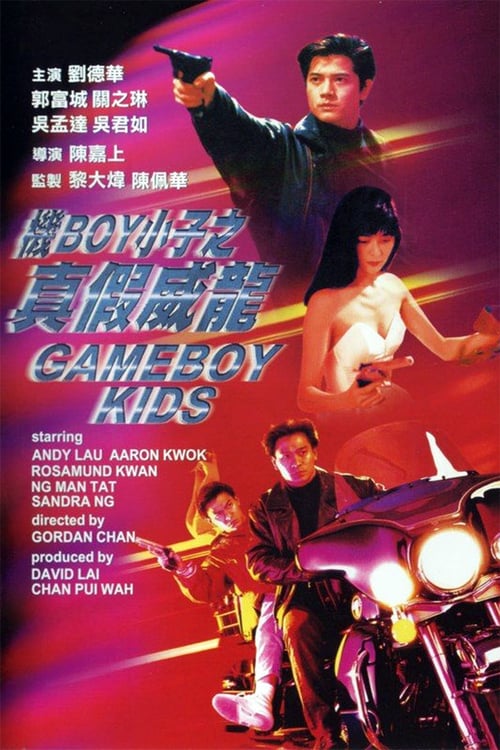 主演 劉德華
郭富城 關之琳
吳孟達 吳君如
導演 陳嘉上
監製 黎大煒 陳佩華
機BOY小子之
真假威龍
GAMEBOY
KIDS
starring
ANDY LAU AARON KWOK
ROSAMUND KWAN
NG MAN TAT
SANDRA NG
directed by
GORDAN CHAN
produced by
DAVID LAI
CHAN PUI WAH